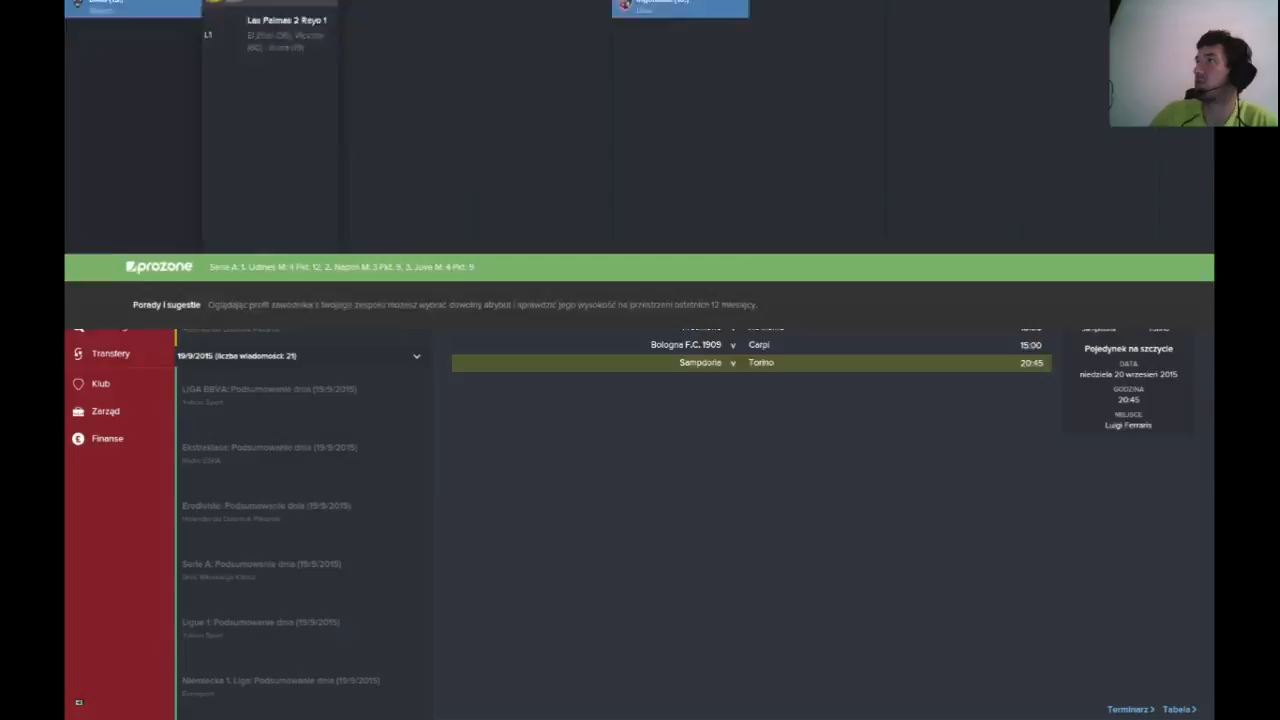 Las Palmas 2 Rayo 1
L1
prozone
Serie A: 1. Udines M: 4 Pkt: 12, 2. Napoli M: 3 Pkt: 9, 3. Juve M: 4 Pkt: 9
Porady i sugestie
Oglądając profil zawodnika z twojego zespołu możesz wybrać dowolny atrybut i sprawdzić jego wysokość na przestrzeni ostatnich 12 miesięcy.
Transfery
Klub
Zarząd
Finanse
19/9/2015 (liczba wiadomości: 21)
LIGA BBVA: Podsumowanie dnia (19/9/2015)
Ekstraklasa: Podsumowanie dnia (19/9/2015)
Eredivisie: Podsumowanie dnia (19/9/2015)
Serie A: Podsumowanie dnia (19/9/2015)
Ligue 1: Podsumowanie dnia (19/9/2015)
Niemiecka 1. Liga: Podsumowanie dnia (19/9/2015)
Eurosport
Bologna F.C. 1909 v Carpi 15:00
Sampdoria v Torino 20:45
Pojedynek na szczycie
DATA
niedziela 20 wrzesień 2015
GODZINA
20:45
MIEJSCE
Luigi Ferraris
Terminarz
Tabela